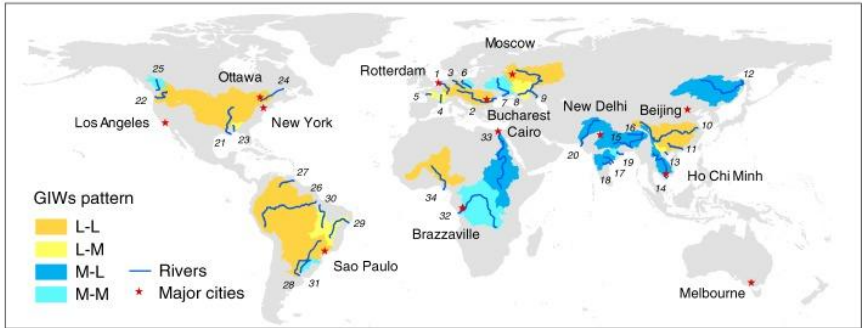 Moscow
25
Ottawa
24
Rotterdam
1
3
6
12
22
5
4
2
7
8
9
New Delhi
Beijing
Los Angeles
New York
Bucharest
Cairo
21
23
33
20
15
16
10
11
13
19
17
18
14
Ho Chi Minh
27
26
30
34
32
29
GIWs pattern
L-L
L-M
M-L
M-M
Rivers
Major cities
Brazzaville
Sao Paulo
28
31
Melbourne